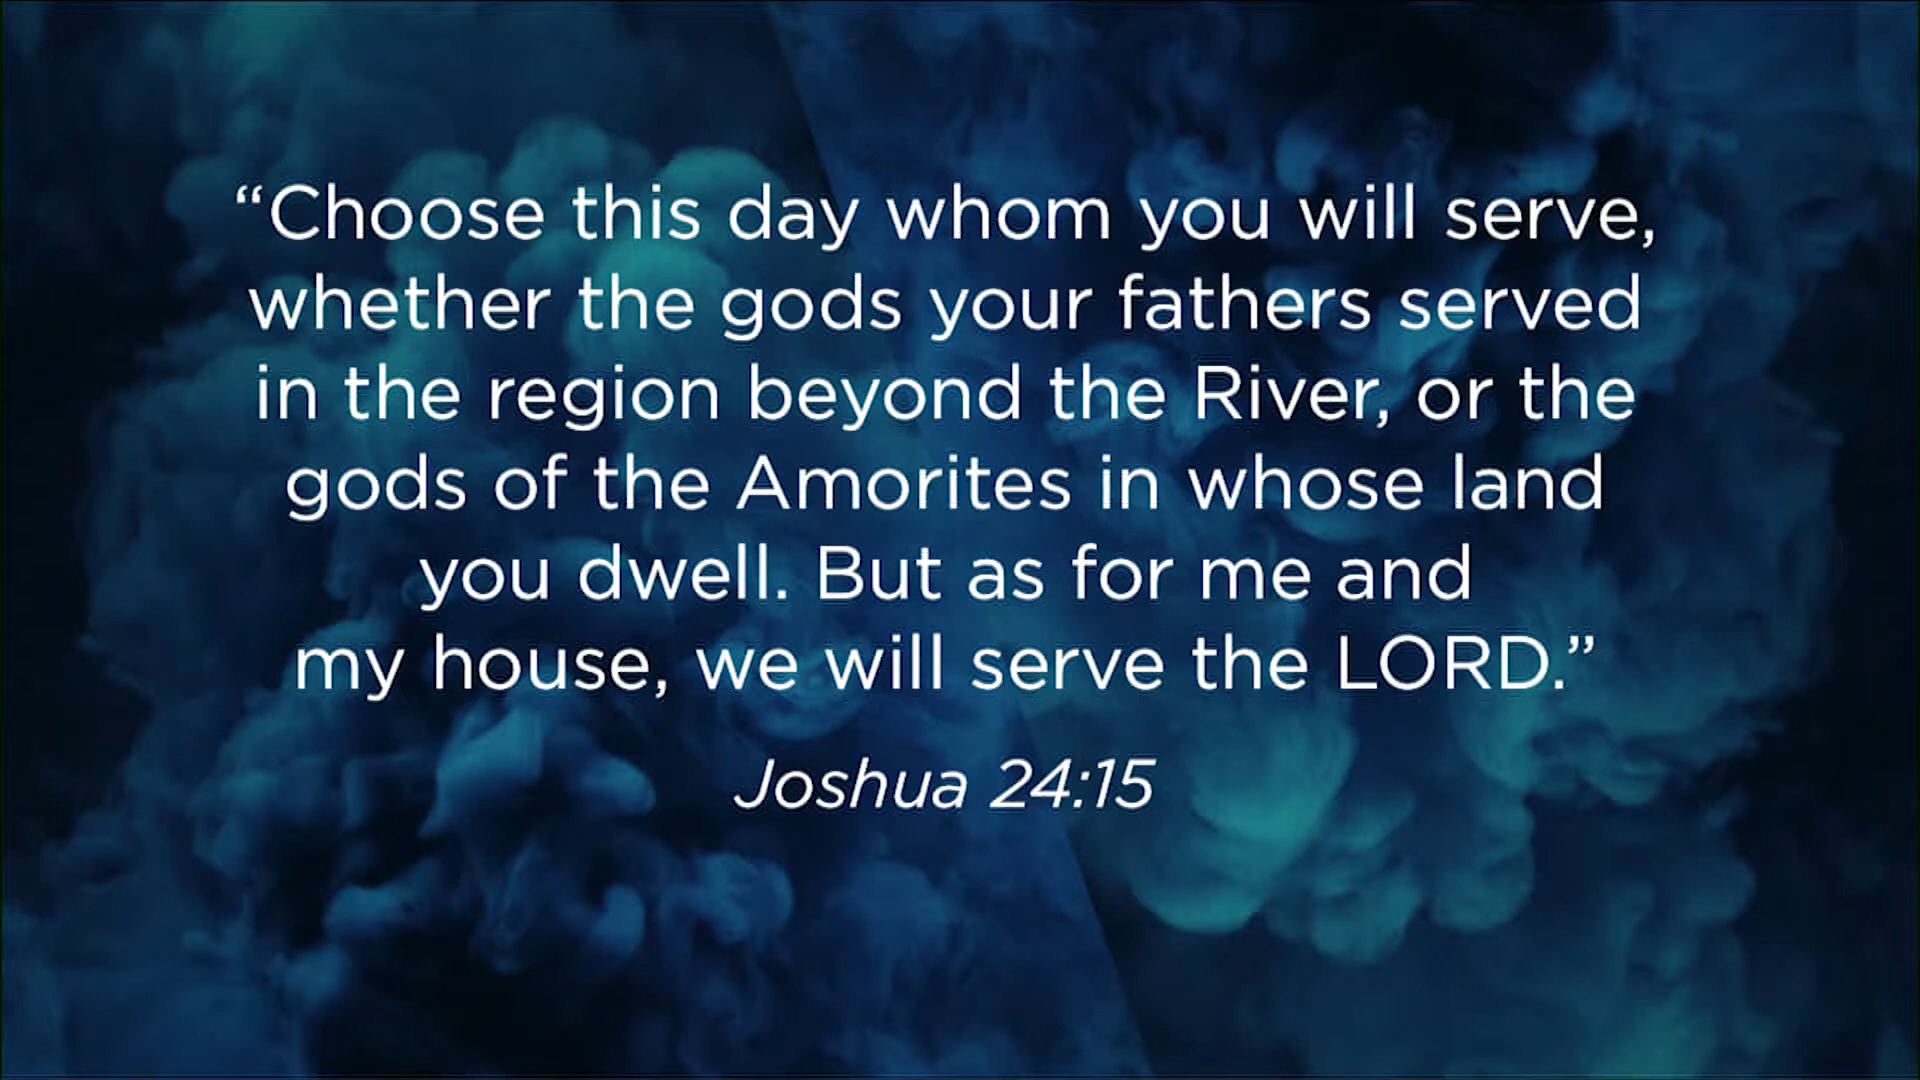 “Choose this day whom you will serve,
whether the gods your fathers served
in the region beyond the River, or the
gods of the Amorites in whose land
you dwell. But as for me and
my house, we will serve the LORD.”
Joshua 24:15